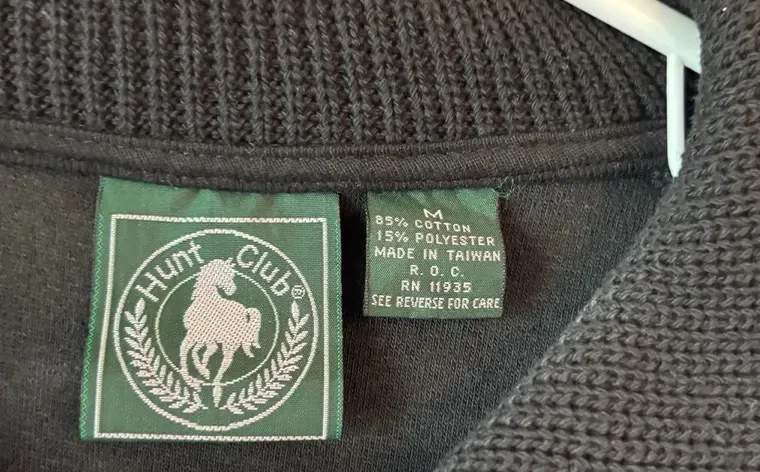 Hunt Club®
M
85% COTTON
15% POLYESTER
MADE IN TAIWAN
R. O. C.
RN 11935
SEE REVERSE FOR CARE